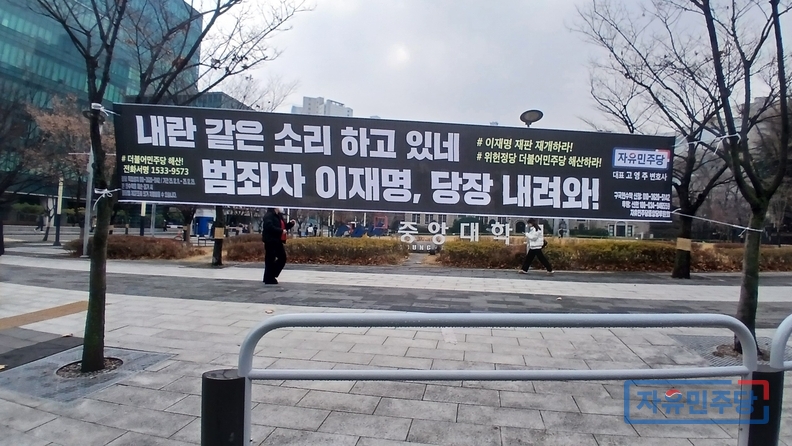 내란 같은 소리 하고 있네
범죄자 이재명, 당장 내려와!
# 더불어민주당 해산!
전화서명 1533-9573
# 이재명 재판 재개하라!
# 위헌정당 더불어민주당 해산하라!
자유민주당
대표 고영주 변호사
중앙대학
자유민주당